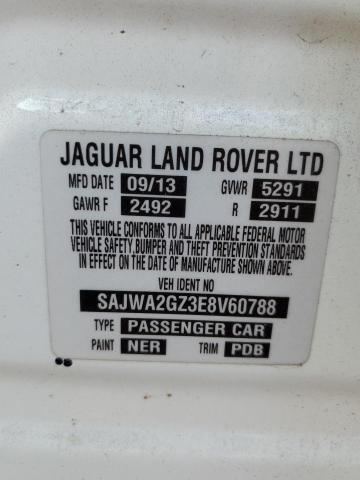 JAGUAR LAND ROVER LTD
MFD DATE 09/13 GVWR 5291
GAWR F 2492 R 2911
THIS VEHICLE CONFORMS TO ALL APPLICABLE FEDERAL MOTOR
VEHICLE SAFETY, BUMPER AND THEFT PREVENTION STANDARDS
IN EFFECT ON THE DATE OF MANUFACTURE SHOWN ABOVE.
VEH IDENT NO
SAJWA2GZ3E8V60788
TYPE PASSENGER CAR
PAINT NER TRIM PDB